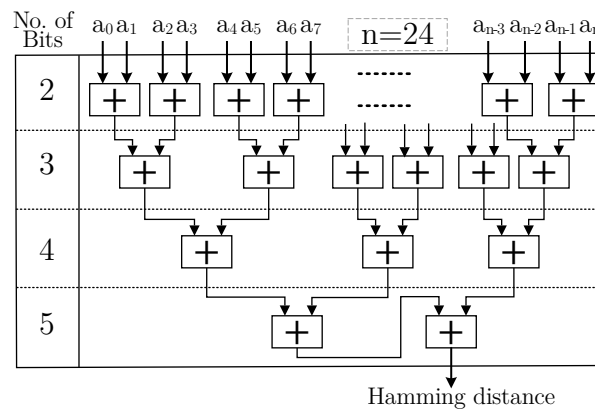 No. of
Bits
a0 a1 a2 a3 a4 a5 a6 a7 n=24 an-3 an-2 an-1
2
+ + + + + +
3
+ + + + + +
4
+ + +
5
+ +
Hamming distance